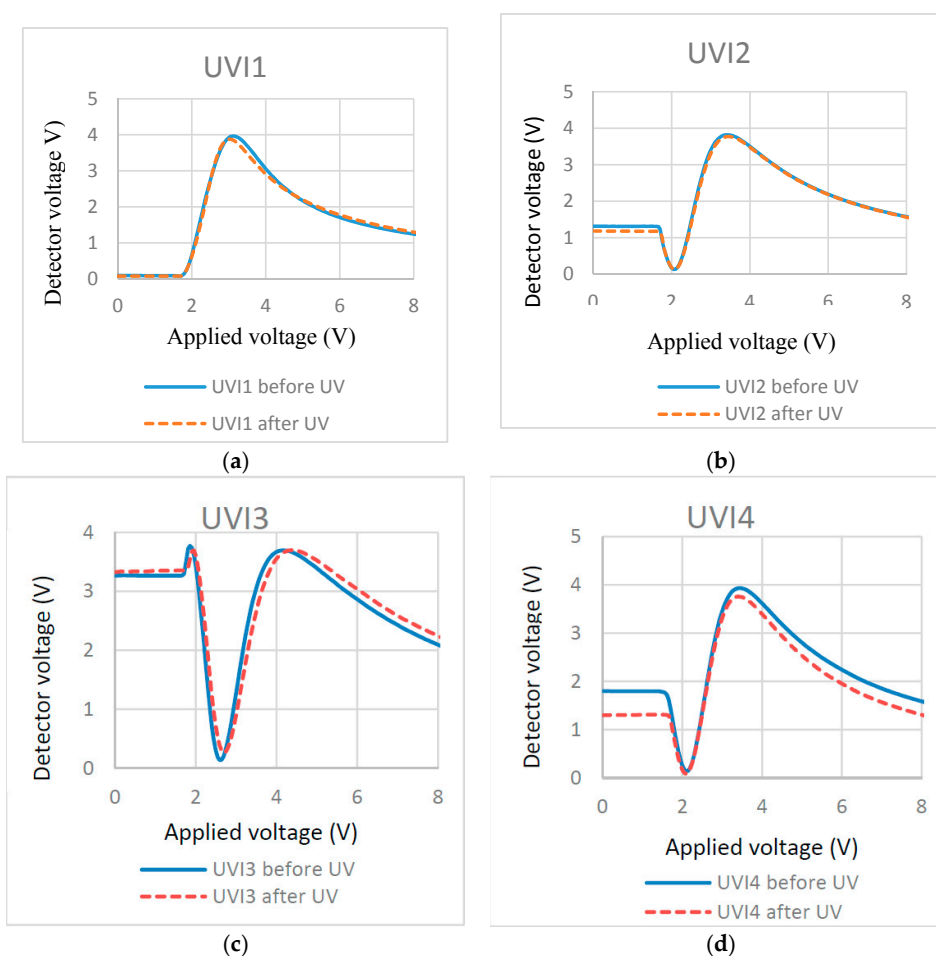 UVI1
5
4
3
2
1
0
0 2 4 6 8
Detector voltage V)
Applied voltage (V)
UVI1 before UV
UVI1 after UV
(a)
UVI2
5
4
3
2
1
0
0 2 4 6 8
Detector voltage (V)
Applied voltage (V)
UVI2 before UV
UVI2 after UV
(b)
UVI3
4
3
2
1
0
0 2 4 6 8
Detector voltage (V)
Applied voltage (V)
UVI3 before UV
UVI3 after UV
(c)
UVI4
5
4
3
2
1
0
0 2 4 6 8
Detector voltage (V)
Applied voltage (V)
UVI4 before UV
UVI4 after UV
(d)